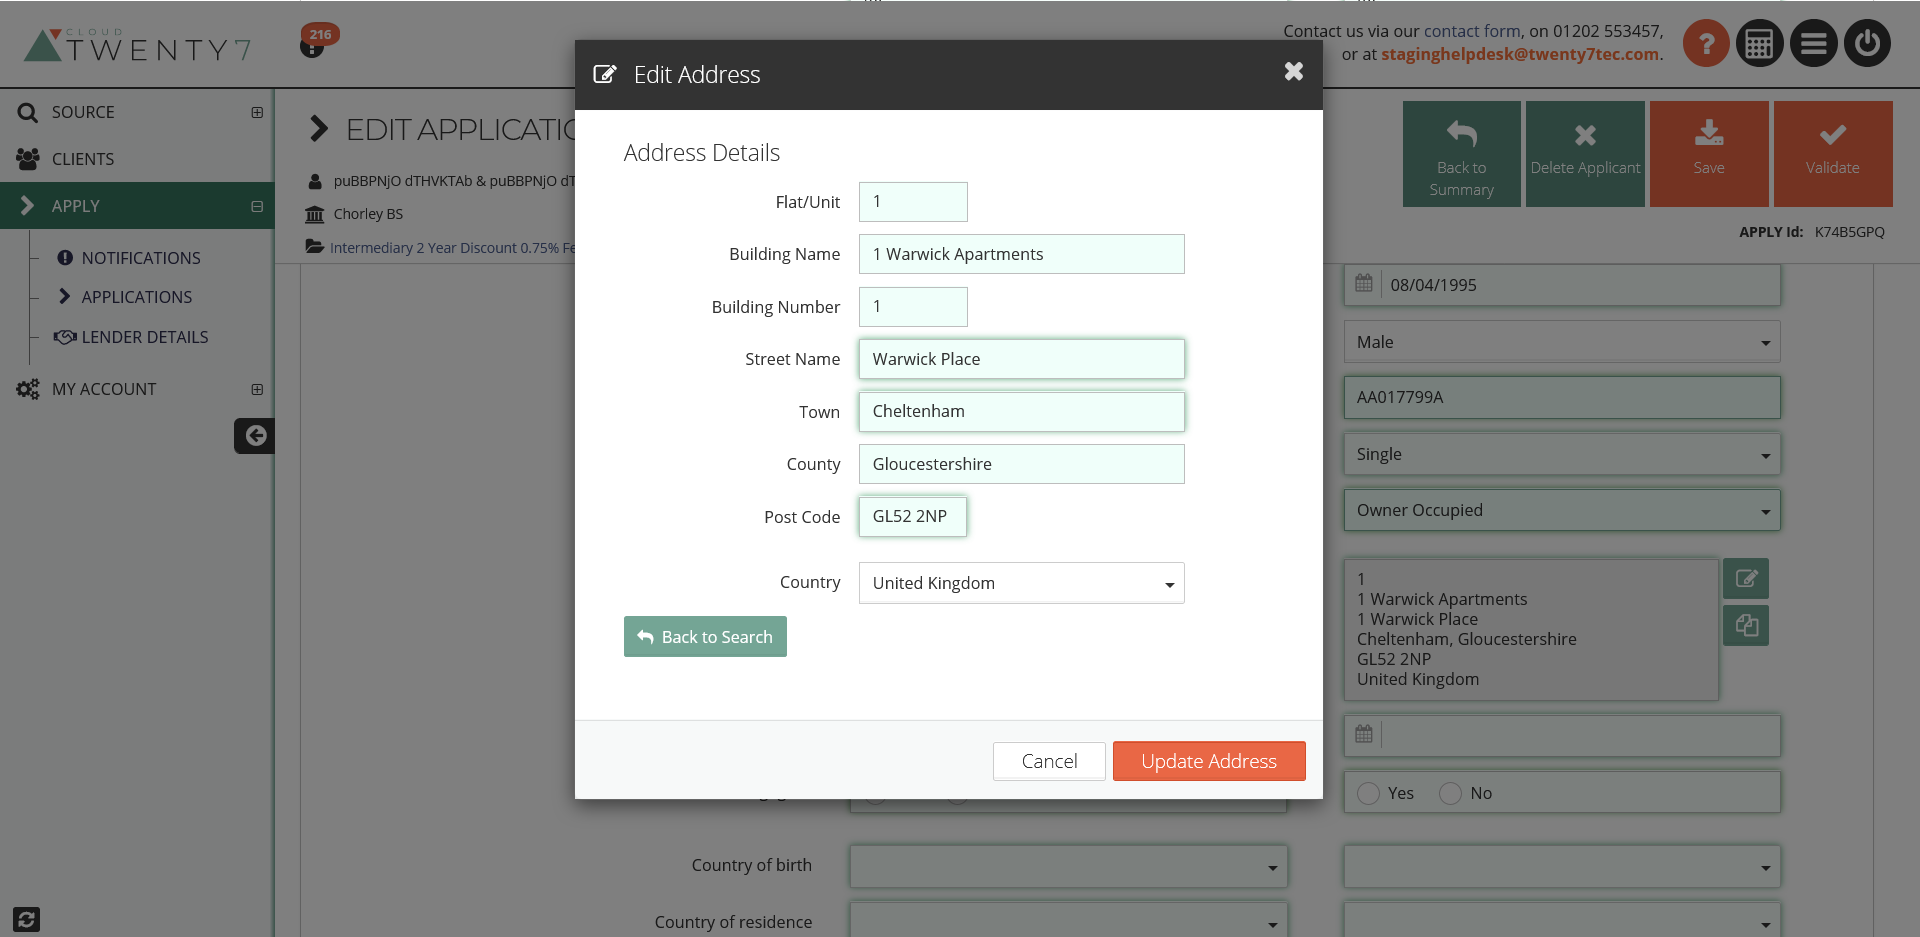 CLOUD
TWENTY7
216
Contact us via our contact form, on 01202 553457,
or at staginghelpdesk@twenty7tec.com.
SOURCE
CLIENTS
APPLY
NOTIFICATIONS
APPLICATIONS
LENDER DETAILS
MY ACCOUNT
EDIT APPLICATIO
puBBPNjO dTHVKTAb & puBBPNjO dT
Chorley BS
Intermediary 2 Year Discount 0.75% Fe
Back to Summary
Delete Applicant
Save
Validate
APPLY Id: K74B5GPQ
Edit Address
Address Details
Flat/Unit 1
Building Name 1 Warwick Apartments
Building Number 1
Street Name Warwick Place
Town Cheltenham
County Gloucestershire
Post Code GL52 2NP
Country United Kingdom
Back to Search
Cancel
Update Address
08/04/1995
Male
AA017799A
Single
Owner Occupied
1
1 Warwick Apartments
1 Warwick Place
Cheltenham, Gloucestershire
GL52 2NP
United Kingdom
Yes No
Country of birth
Country of residence